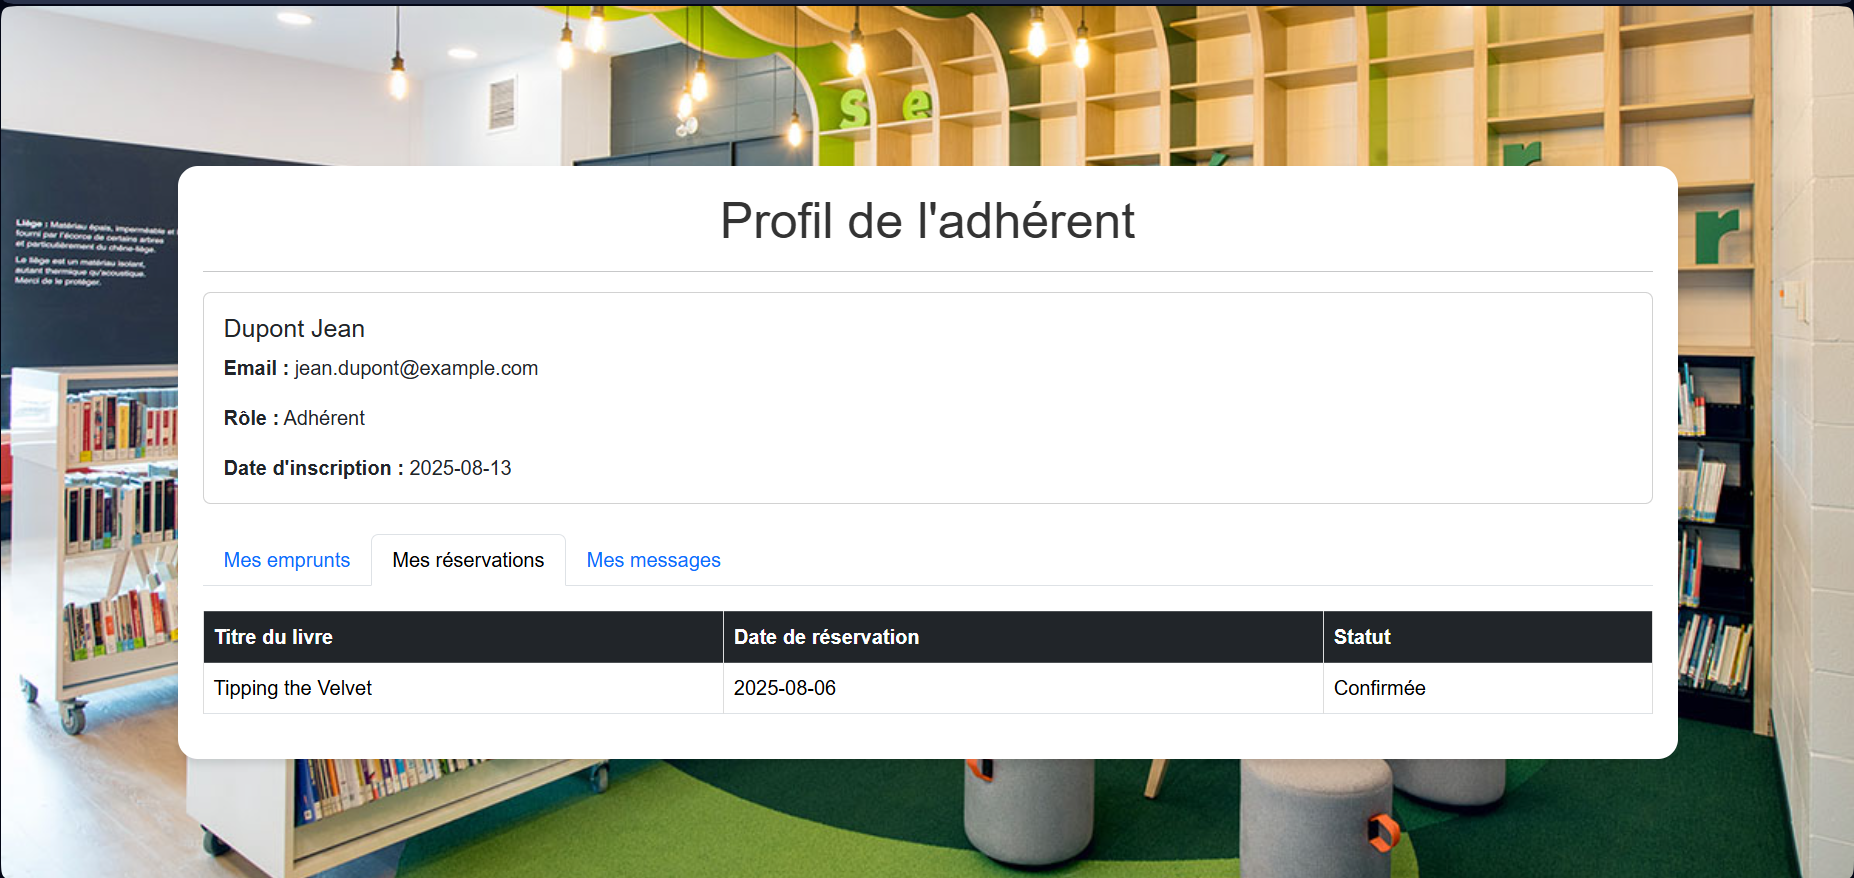 se
r
r
Liège : Matériau épais, imperméable et
fourni par l'écorce de certains arbres
et particulièrement du chêne-liège.
Le liège est un matériau isolant,
autant thermique qu'acoustique.
Merci de le protéger.
Profil de l'adhérent
Dupont Jean
Email : jean.dupont@example.com
Rôle : Adhérent
Date d'inscription : 2025-08-13
Mes emprunts Mes réservations Mes messages
Titre du livre Date de réservation Statut
Tipping the Velvet 2025-08-06 Confirmée